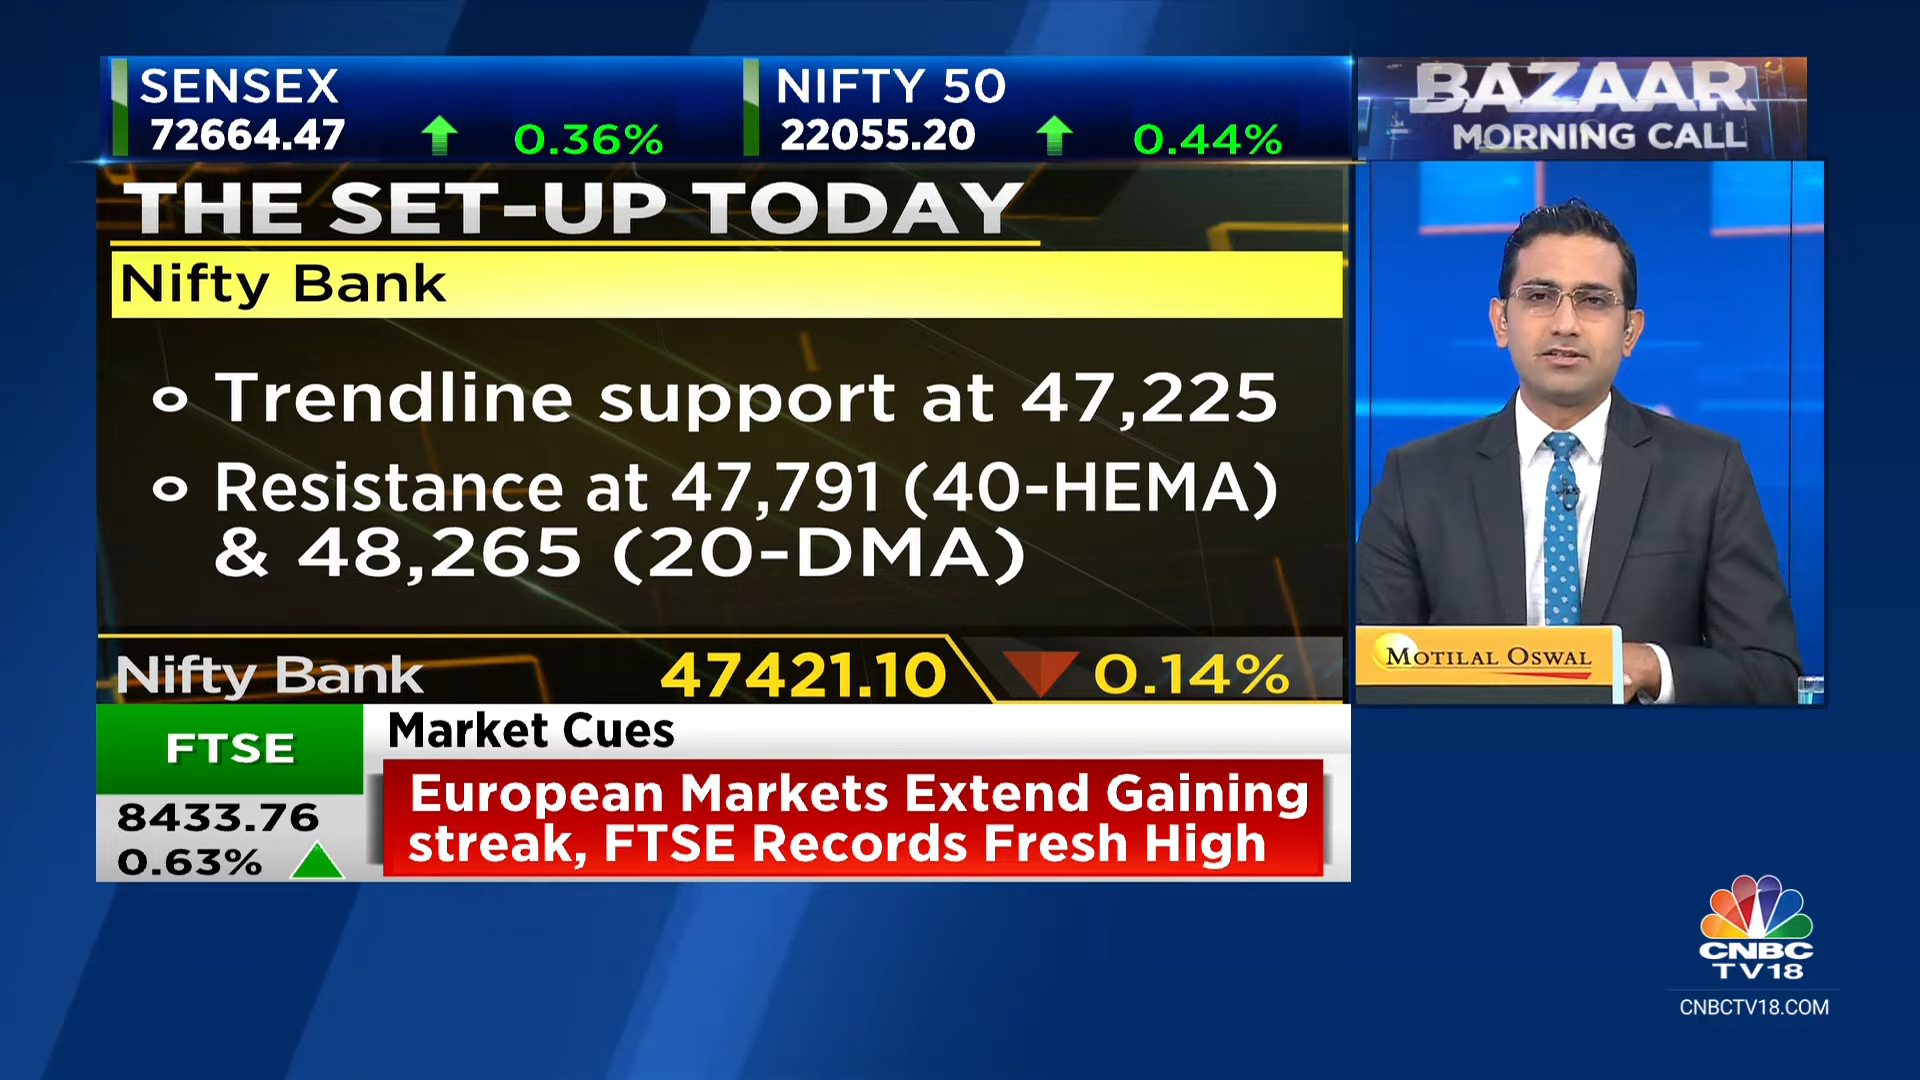 SENSEX
72664.47 0.36%
NIFTY 50
22055.20 0.44%
BAZAAR
MORNING CALL
THE SET-UP TODAY
Nifty Bank
Trendline support at 47,225
Resistance at 47,791 (40-HEMA)
& 48,265 (20-DMA)
Nifty Bank 47421.10 0.14%
MOTILAL OSWAL
FTSE
8433.76
0.63%
Market Cues
European Markets Extend Gaining
streak, FTSE Records Fresh High
CNBC
TV18
CNBCTV18.COM